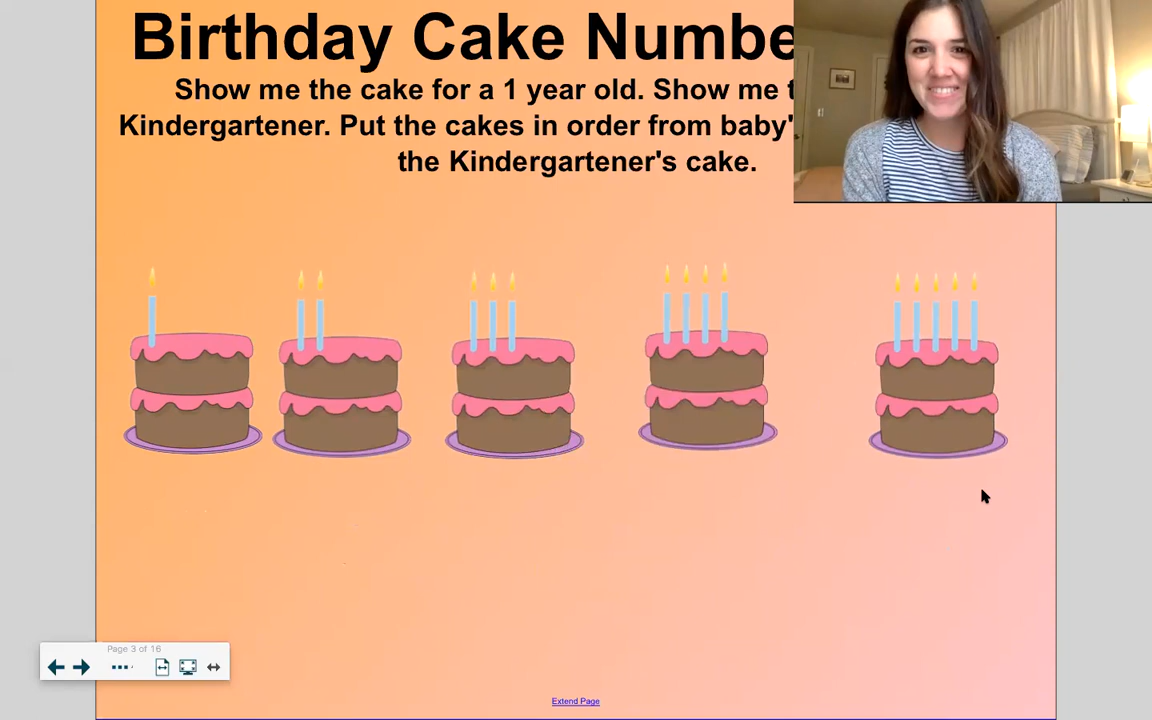 Birthday Cake Numbe
Show me the cake for a 1 year old. Show me t
Kindergartener. Put the cakes in order from baby'
the Kindergartener's cake.
Page 3 of 16
Extend Page